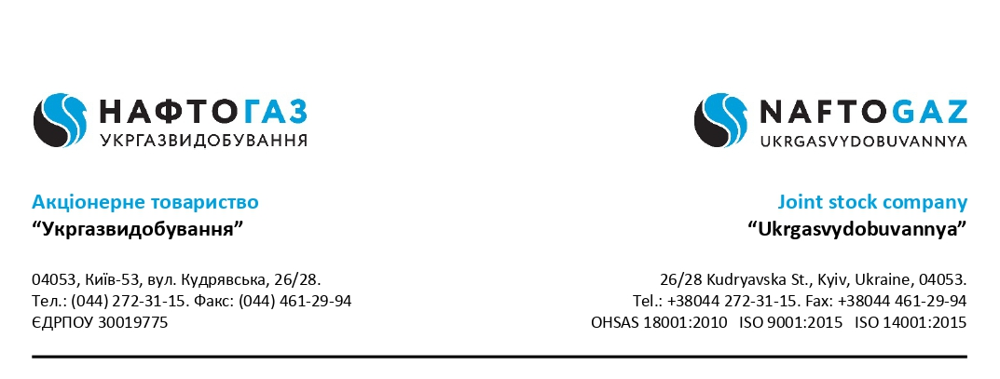 НАФТОГАЗ
УКРГАЗВИДОБУВАННЯ
NAFTOGAZ
UKRGASVYDOBUVANNYA
Акціонерне товариство
“Укргазвидобування”
Joint stock company
“Ukrgasvydobuvannya”
04053, Київ-53, вул. Кудрявська, 26/28.
Тел.: (044) 272-31-15. Факс: (044) 461-29-94
ЄДРПОУ 30019775
26/28 Kudryavska St., Kyiv, Ukraine, 04053.
Tel.: +38044 272-31-15. Fax: +38044 461-29-94
OHSAS 18001:2010 ISO 9001:2015 ISO 14001:2015